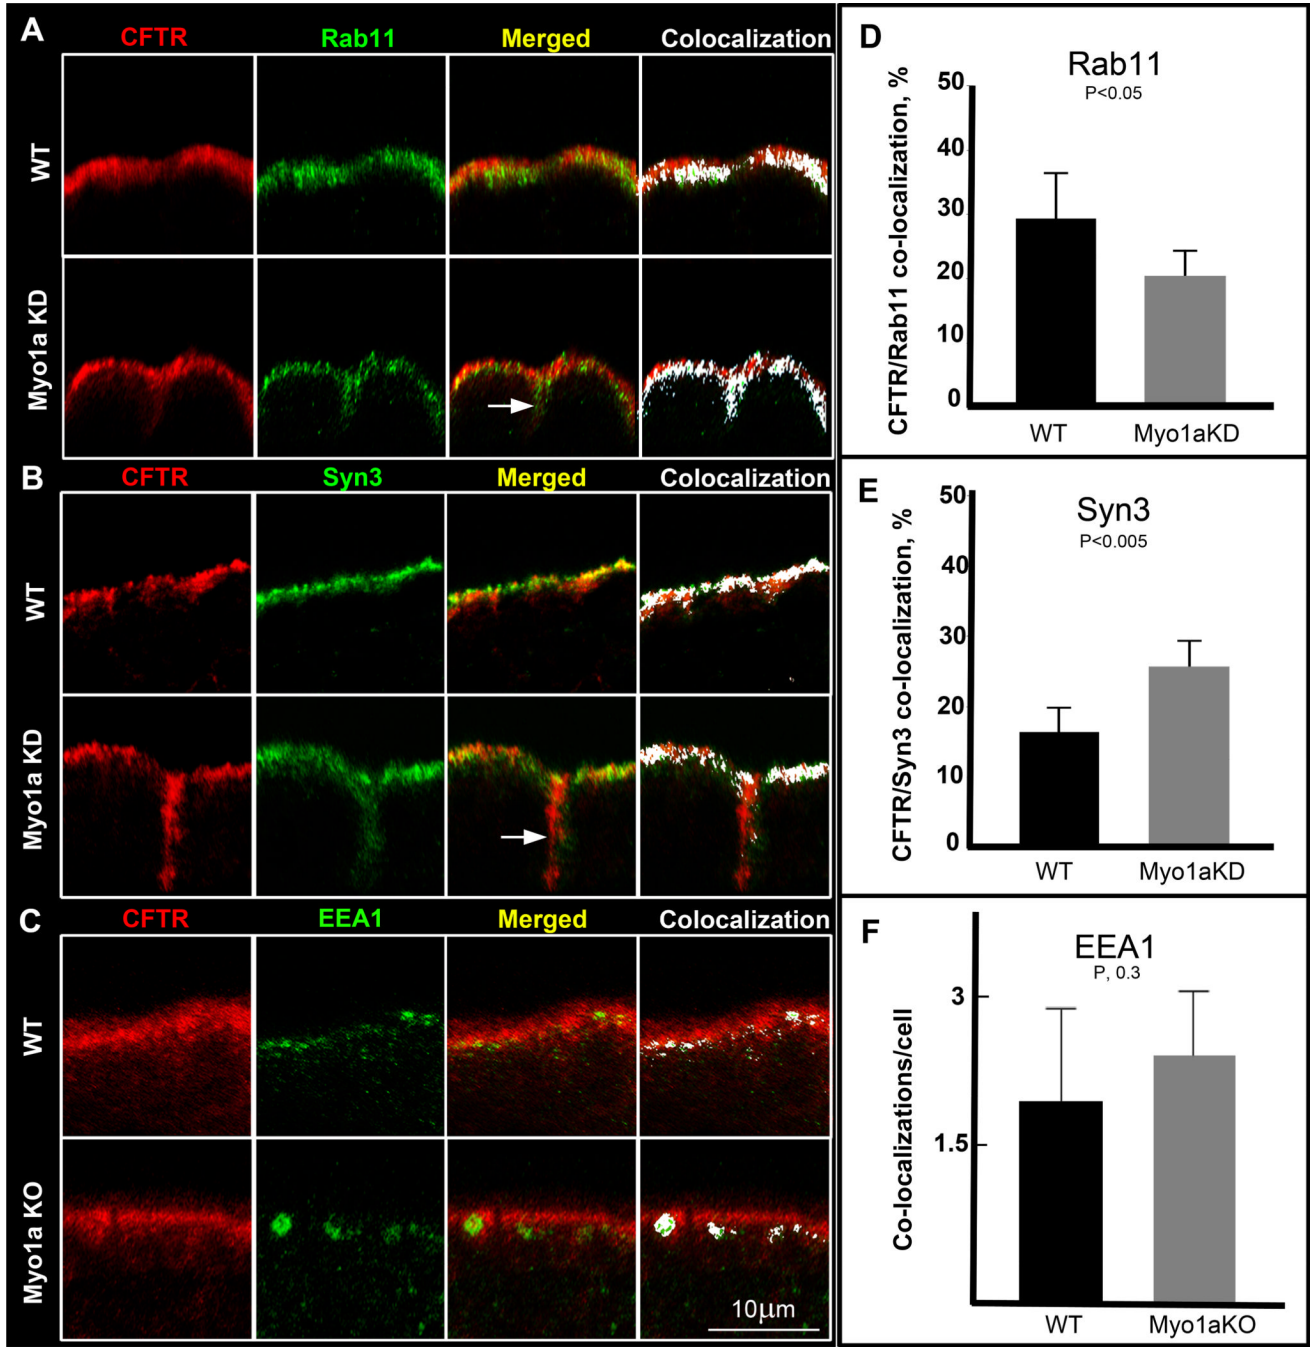 A
CFTR Rab11 Merged Colocalization
WT
Myo1a KD
B
CFTR Syn3 Merged Colocalization
WT
Myo1a KD
C
CFTR EEA1 Merged Colocalization
WT
Myo1a KO
10μm
D
Rab11
P<0.05
CFTR/Rab11 co-localization, %
50
40
30
20
10
0
WT Myo1aKD
E
Syn3
P<0.005
CFTR/Syn3 co-localization, %
50
40
30
20
10
0
WT Myo1aKD
F
EEA1
P, 0.3
Co-localizations/cell
3
1.5
WT Myo1aKO